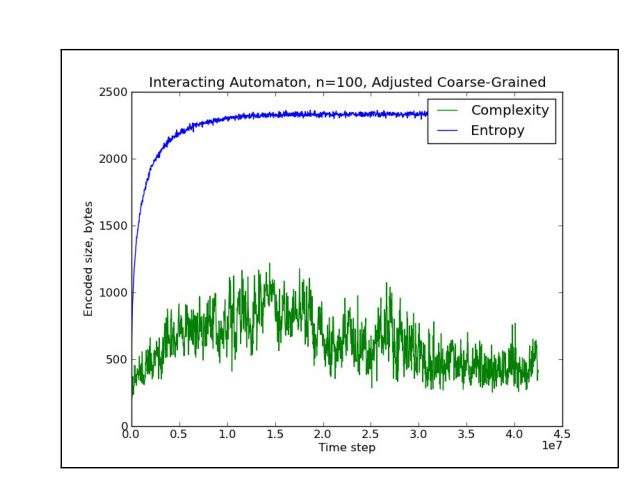 Interacting Automaton, n=100, Adjusted Coarse-Grained
2500
2000
1500
1000
500
0
Encoded size, bytes
Complexity
Entropy
0.0 0.5 1.0 1.5 2.0 2.5 3.0 3.5 4.0 4.5
1e7
Time step